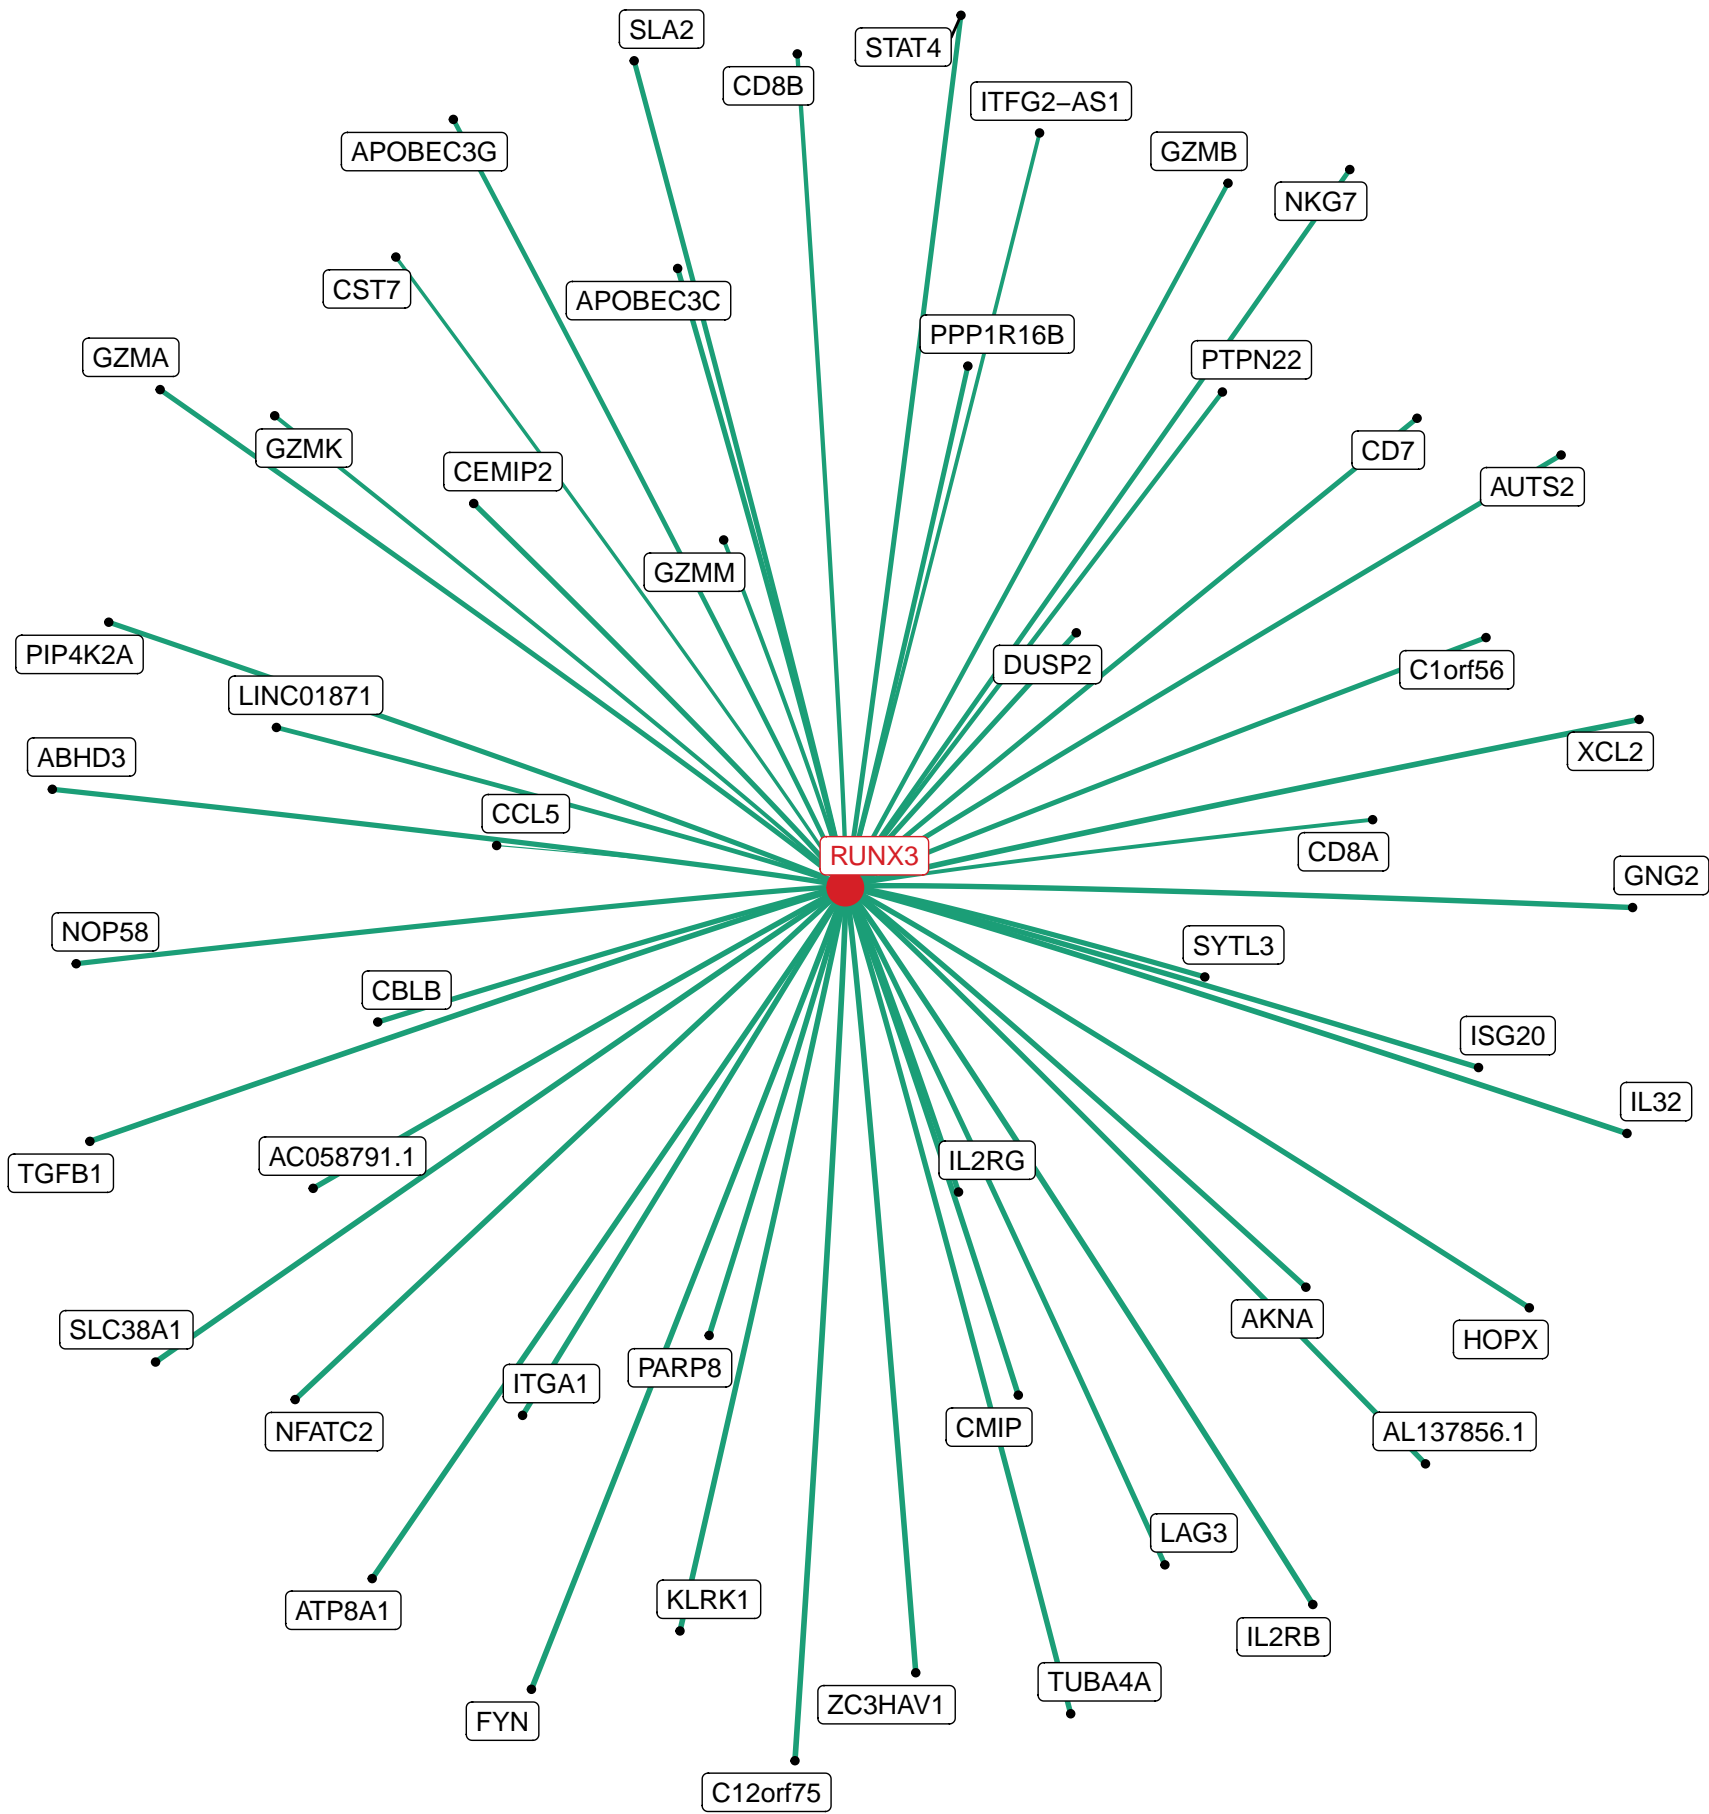 SLA2
STAT4
CD8B
ITFG2−AS1
APOBEC3G
GZMB
NKG7
CST7
APOBEC3C
PPP1R16B
GZMA
PTPN22
GZMK
CD7
CEMIP2
AUTS2
GZMM
PIP4K2A
DUSP2
C1orf56
LINC01871
ABHD3
XCL2
CCL5
RUNX3
CD8A
GNG2
NOP58
SYTL3
CBLB
ISG20
IL32
AC058791.1
IL2RG
TGFB1
AKNA
SLC38A1
HOPX
PARP8
ITGA1
CMIP
NFATC2
AL137856.1
LAG3
KLRK1
ATP8A1
IL2RB
TUBA4A
ZC3HAV1
FYN
C12orf75